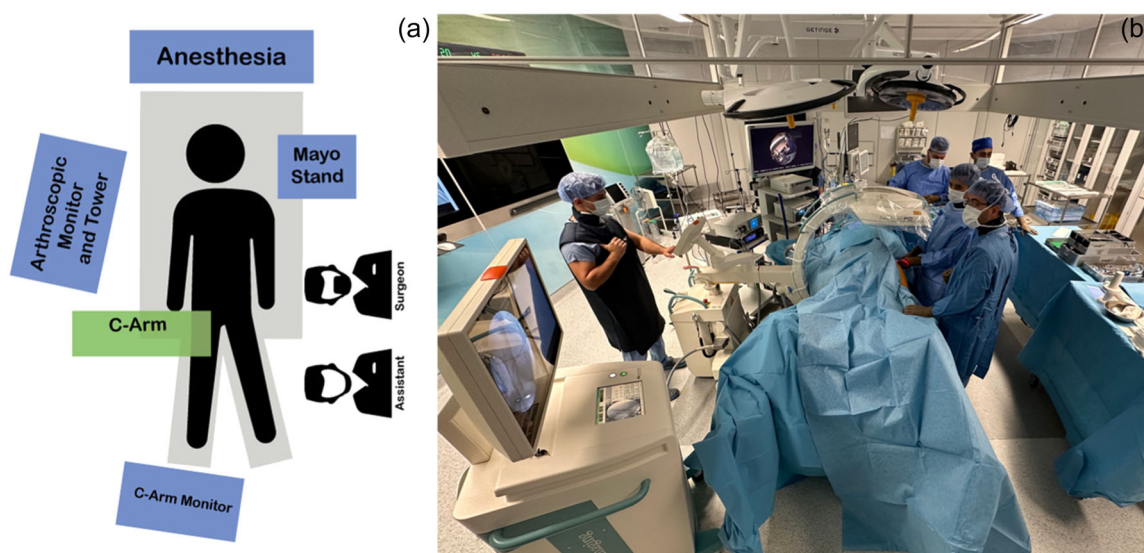 (a)
Anesthesia
Arthroscopic
Monitor
and Tower
Mayo
Stand
Surgeon
C-Arm
Assistant
C-Arm Monitor
(b)
GETINGE